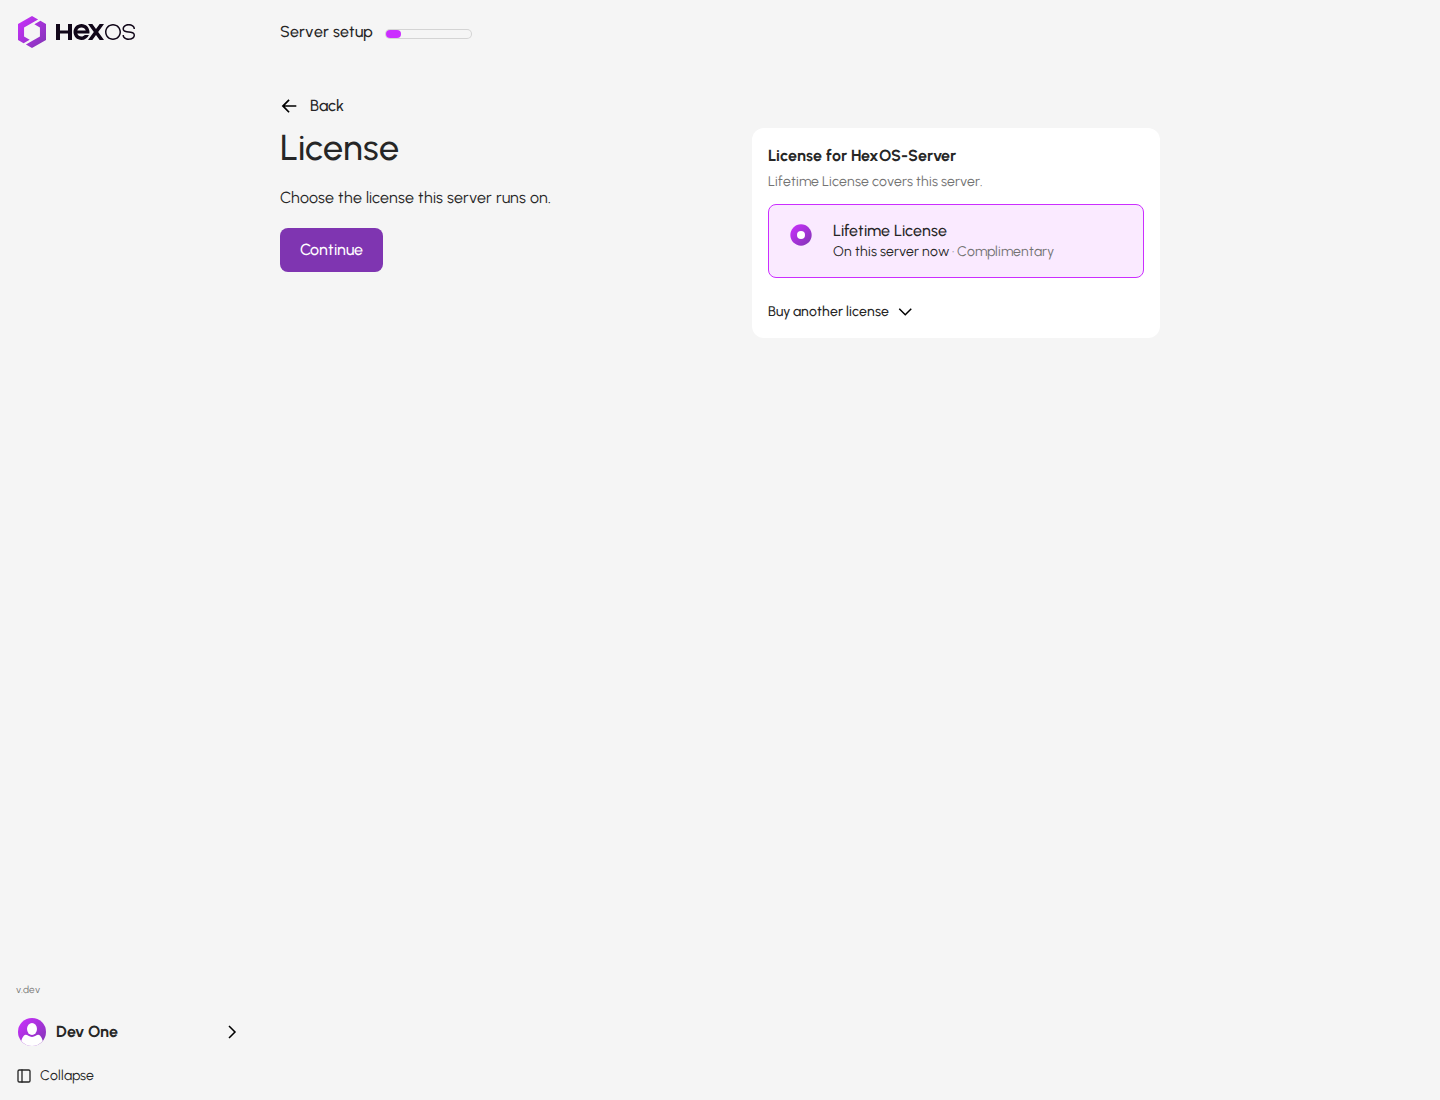 HexOS
Server setup
Back
License
Choose the license this server runs on.
Continue
License for HexOS-Server
Lifetime License covers this server.
Lifetime License
On this server now · Complimentary
Buy another license
v.dev
Dev One
Collapse